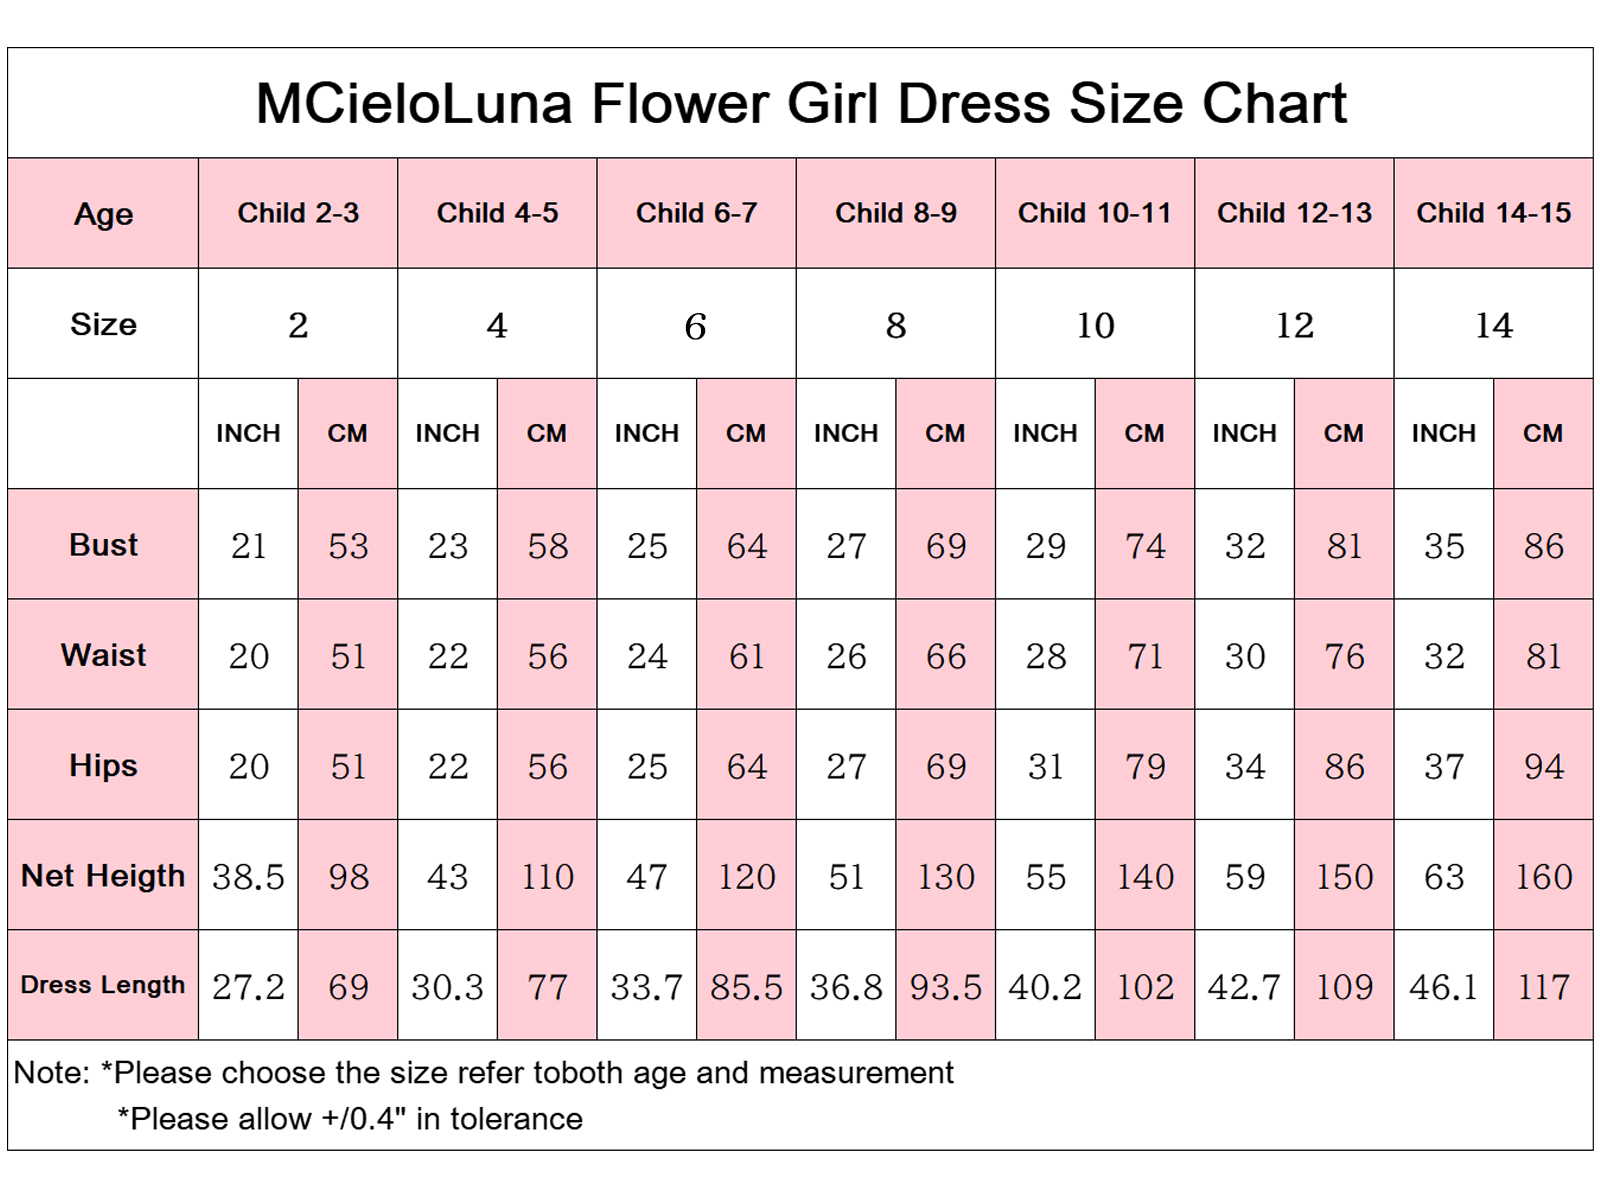 MCieloLuna Flower Girl Dress Size Chart
Age Child 2-3 Child 4-5 Child 6-7 Child 8-9 Child 10-11 Child 12-13 Child 14-15
Size 2 4 6 8 10 12 14
INCH CM INCH CM INCH CM INCH CM INCH CM INCH CM INCH CM
Bust 21 53 23 58 25 64 27 69 29 74 32 81 35 86
Waist 20 51 22 56 24 61 26 66 28 71 30 76 32 81
Hips 20 51 22 56 25 64 27 69 31 79 34 86 37 94
Net Heigth 38.5 98 43 110 47 120 51 130 55 140 59 150 63 160
Dress Length 27.2 69 30.3 77 33.7 85.5 36.8 93.5 40.2 102 42.7 109 46.1 117
Note: *Please choose the size refer toboth age and measurement
*Please allow +/0.4" in tolerance